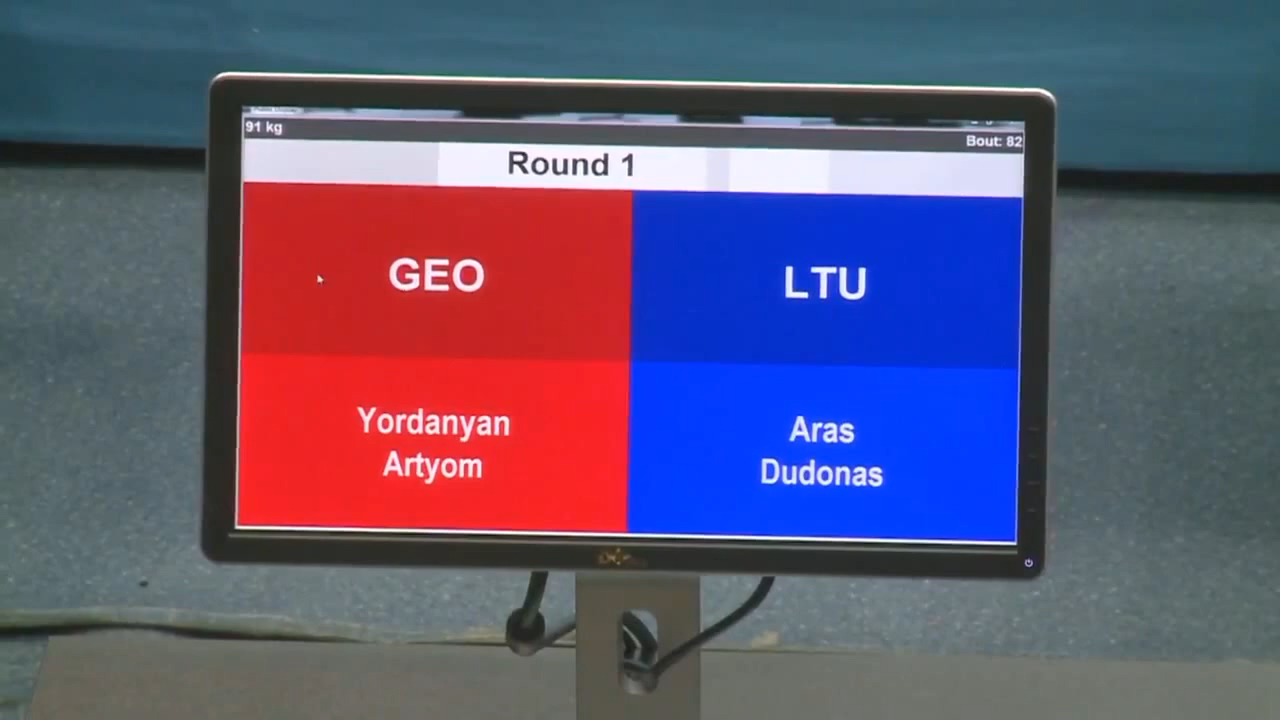 91 kg
Bout: 82
Round 1
GEO
LTU
Yordanyan
Artyom
Aras
Dudonas